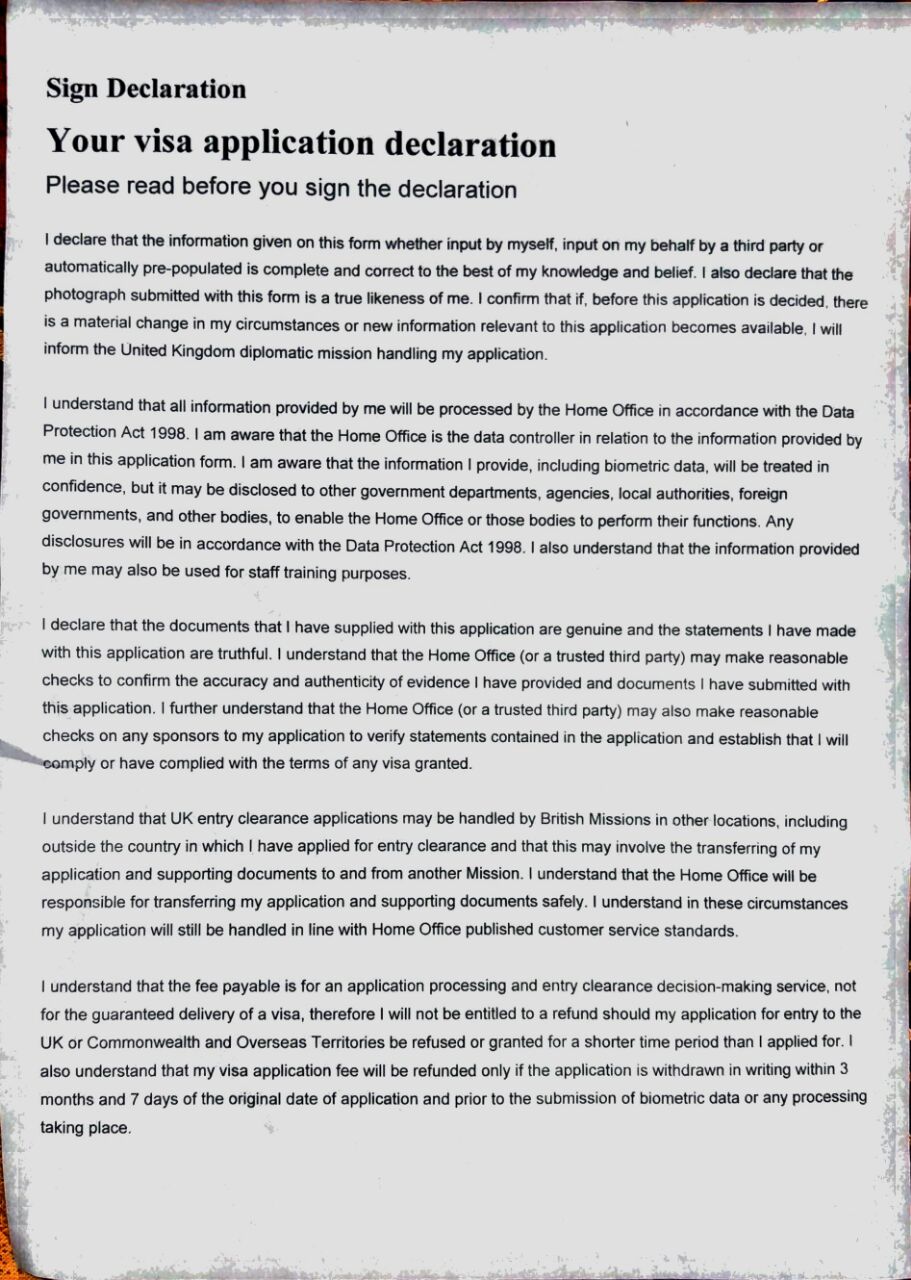 Sign Declaration
Your visa application declaration
Please read before you sign the declaration
I declare that the information given on this form whether input by myself, input on my behalf by a third party or
automatically pre-populated is complete and correct to the best of my knowledge and belief. I also declare that the
photograph submitted with this form is a true likeness of me. I confirm that if, before this application is decided, there
is a material change in my circumstances or new information relevant to this application becomes available, I will
inform the United Kingdom diplomatic mission handling my application.
I understand that all information provided by me will be processed by the Home Office in accordance with the Data
Protection Act 1998. I am aware that the Home Office is the data controller in relation to the information provided by
me in this application form. I am aware that the information I provide, including biometric data, will be treated in
confidence, but it may be disclosed to other government departments, agencies, local authorities, foreign
governments, and other bodies, to enable the Home Office or those bodies to perform their functions. Any
disclosures will be in accordance with the Data Protection Act 1998. I also understand that the information provided
by me may also be used for staff training purposes.
I declare that the documents that I have supplied with this application are genuine and the statements I have made
with this application are truthful. I understand that the Home Office (or a trusted third party) may make reasonable
checks to confirm the accuracy and authenticity of evidence I have provided and documents I have submitted with
this application. I further understand that the Home Office (or a trusted third party) may also make reasonable
checks on any sponsors to my application to verify statements contained in the application and establish that I will
comply or have complied with the terms of any visa granted.
I understand that UK entry clearance applications may be handled by British Missions in other locations, including
outside the country in which I have applied for entry clearance and that this may involve the transferring of my
application and supporting documents to and from another Mission. I understand that the Home Office will be
responsible for transferring my application and supporting documents safely. I understand in these circumstances
my application will still be handled in line with Home Office published customer service standards.
I understand that the fee payable is for an application processing and entry clearance decision-making service, not
for the guaranteed delivery of a visa, therefore I will not be entitled to a refund should my application for entry to the
UK or Commonwealth and Overseas Territories be refused or granted for a shorter time period than I applied for. I
also understand that my visa application fee will be refunded only if the application is withdrawn in writing within 3
months and 7 days of the original date of application and prior to the submission of biometric data or any processing
taking place.